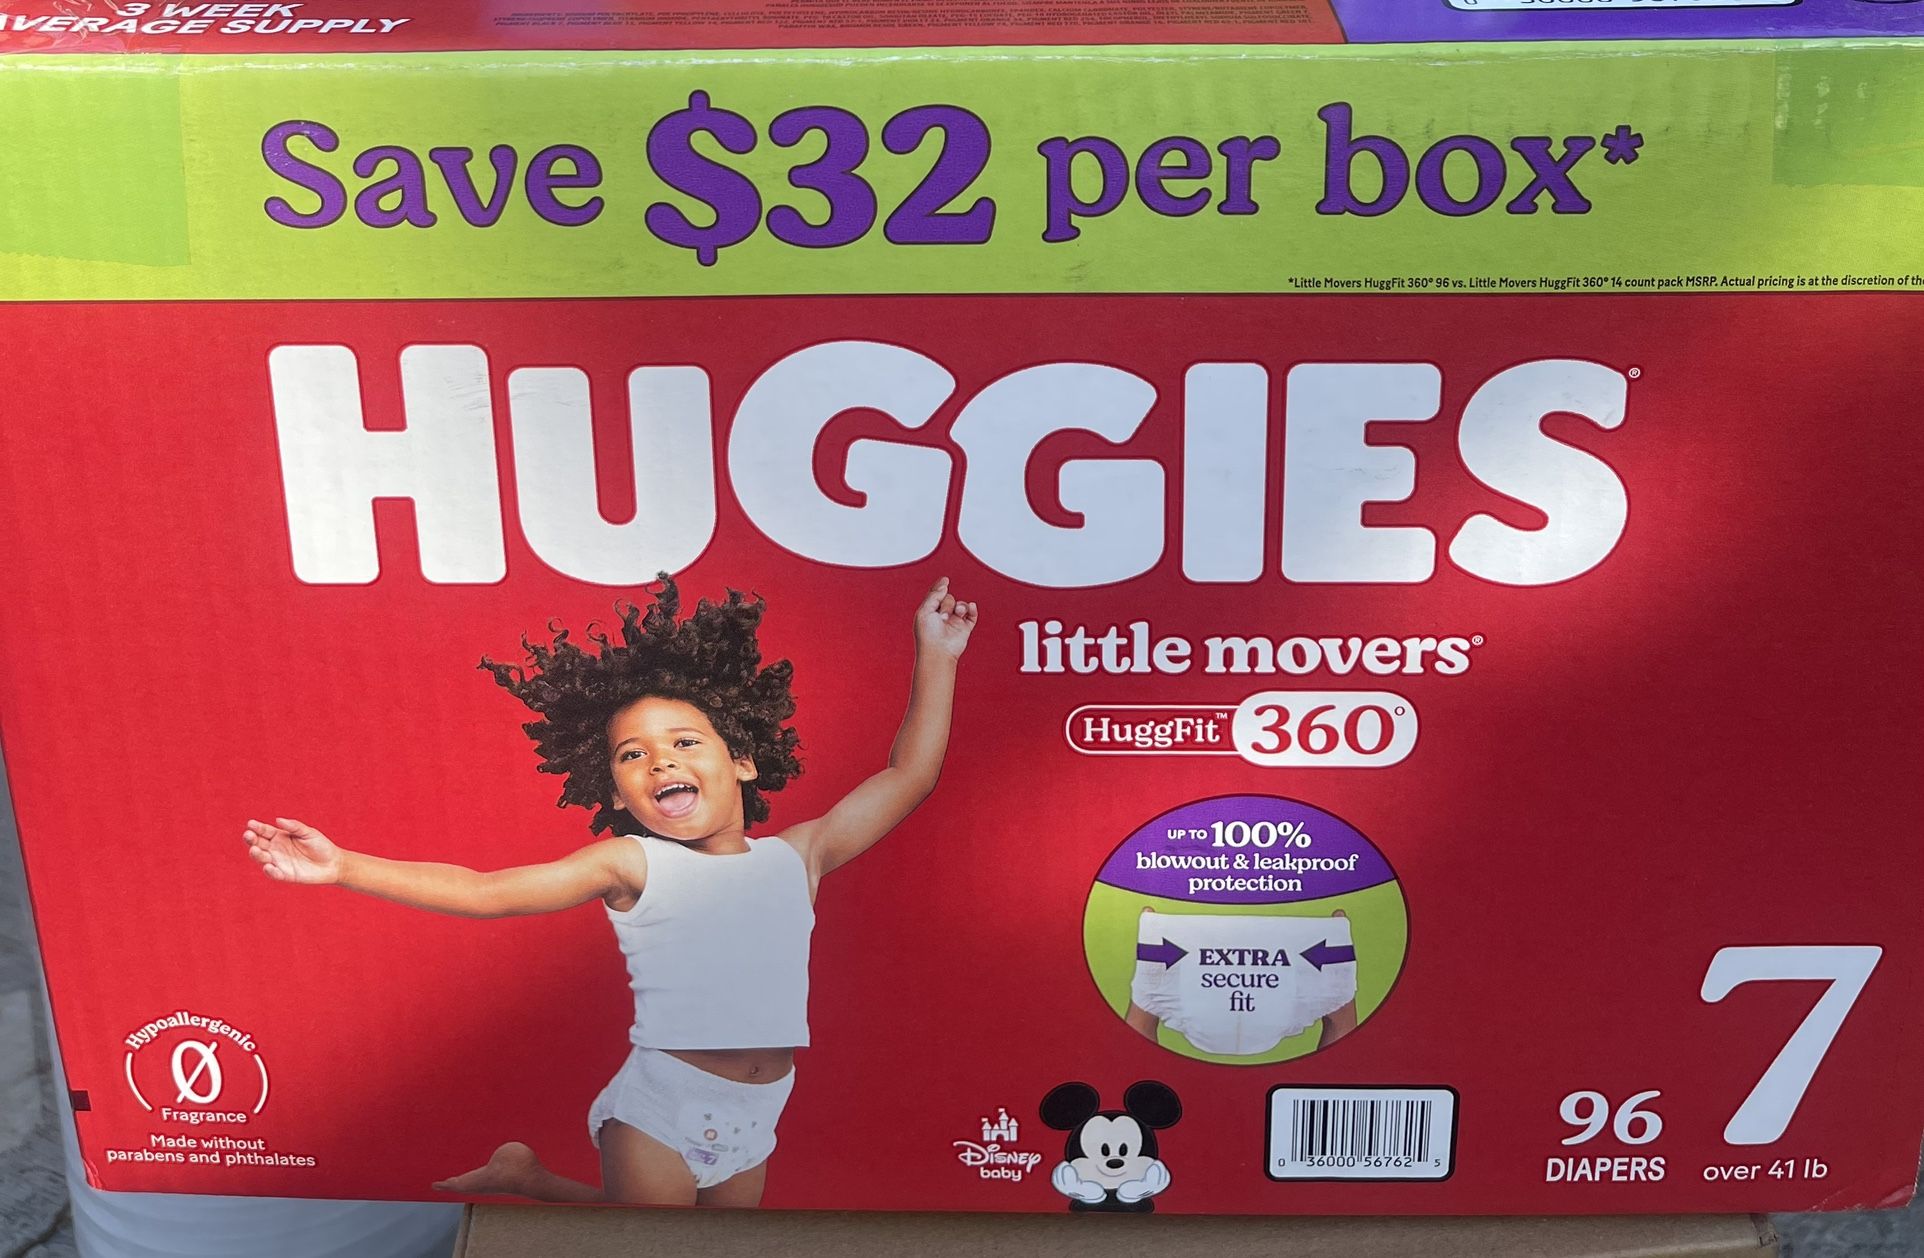 3 WEEK
AVERAGE SUPPLY
Save $32 per box*
*Little Movers HuggFit 360° 96 vs. Little Movers HuggFit 360° 14 count pack MSRP. Actual pricing is at the discretion of the
HUGGIES®
little movers®
HuggFit™ 360°
UP TO 100%
blowout & leakproof
protection
EXTRA
secure
fit
Hypoallergenic
0
Fragrance
Made without
parabens and phthalates
Disney
baby
0 36000 56762 5
96
DIAPERS
7
over 41 lb